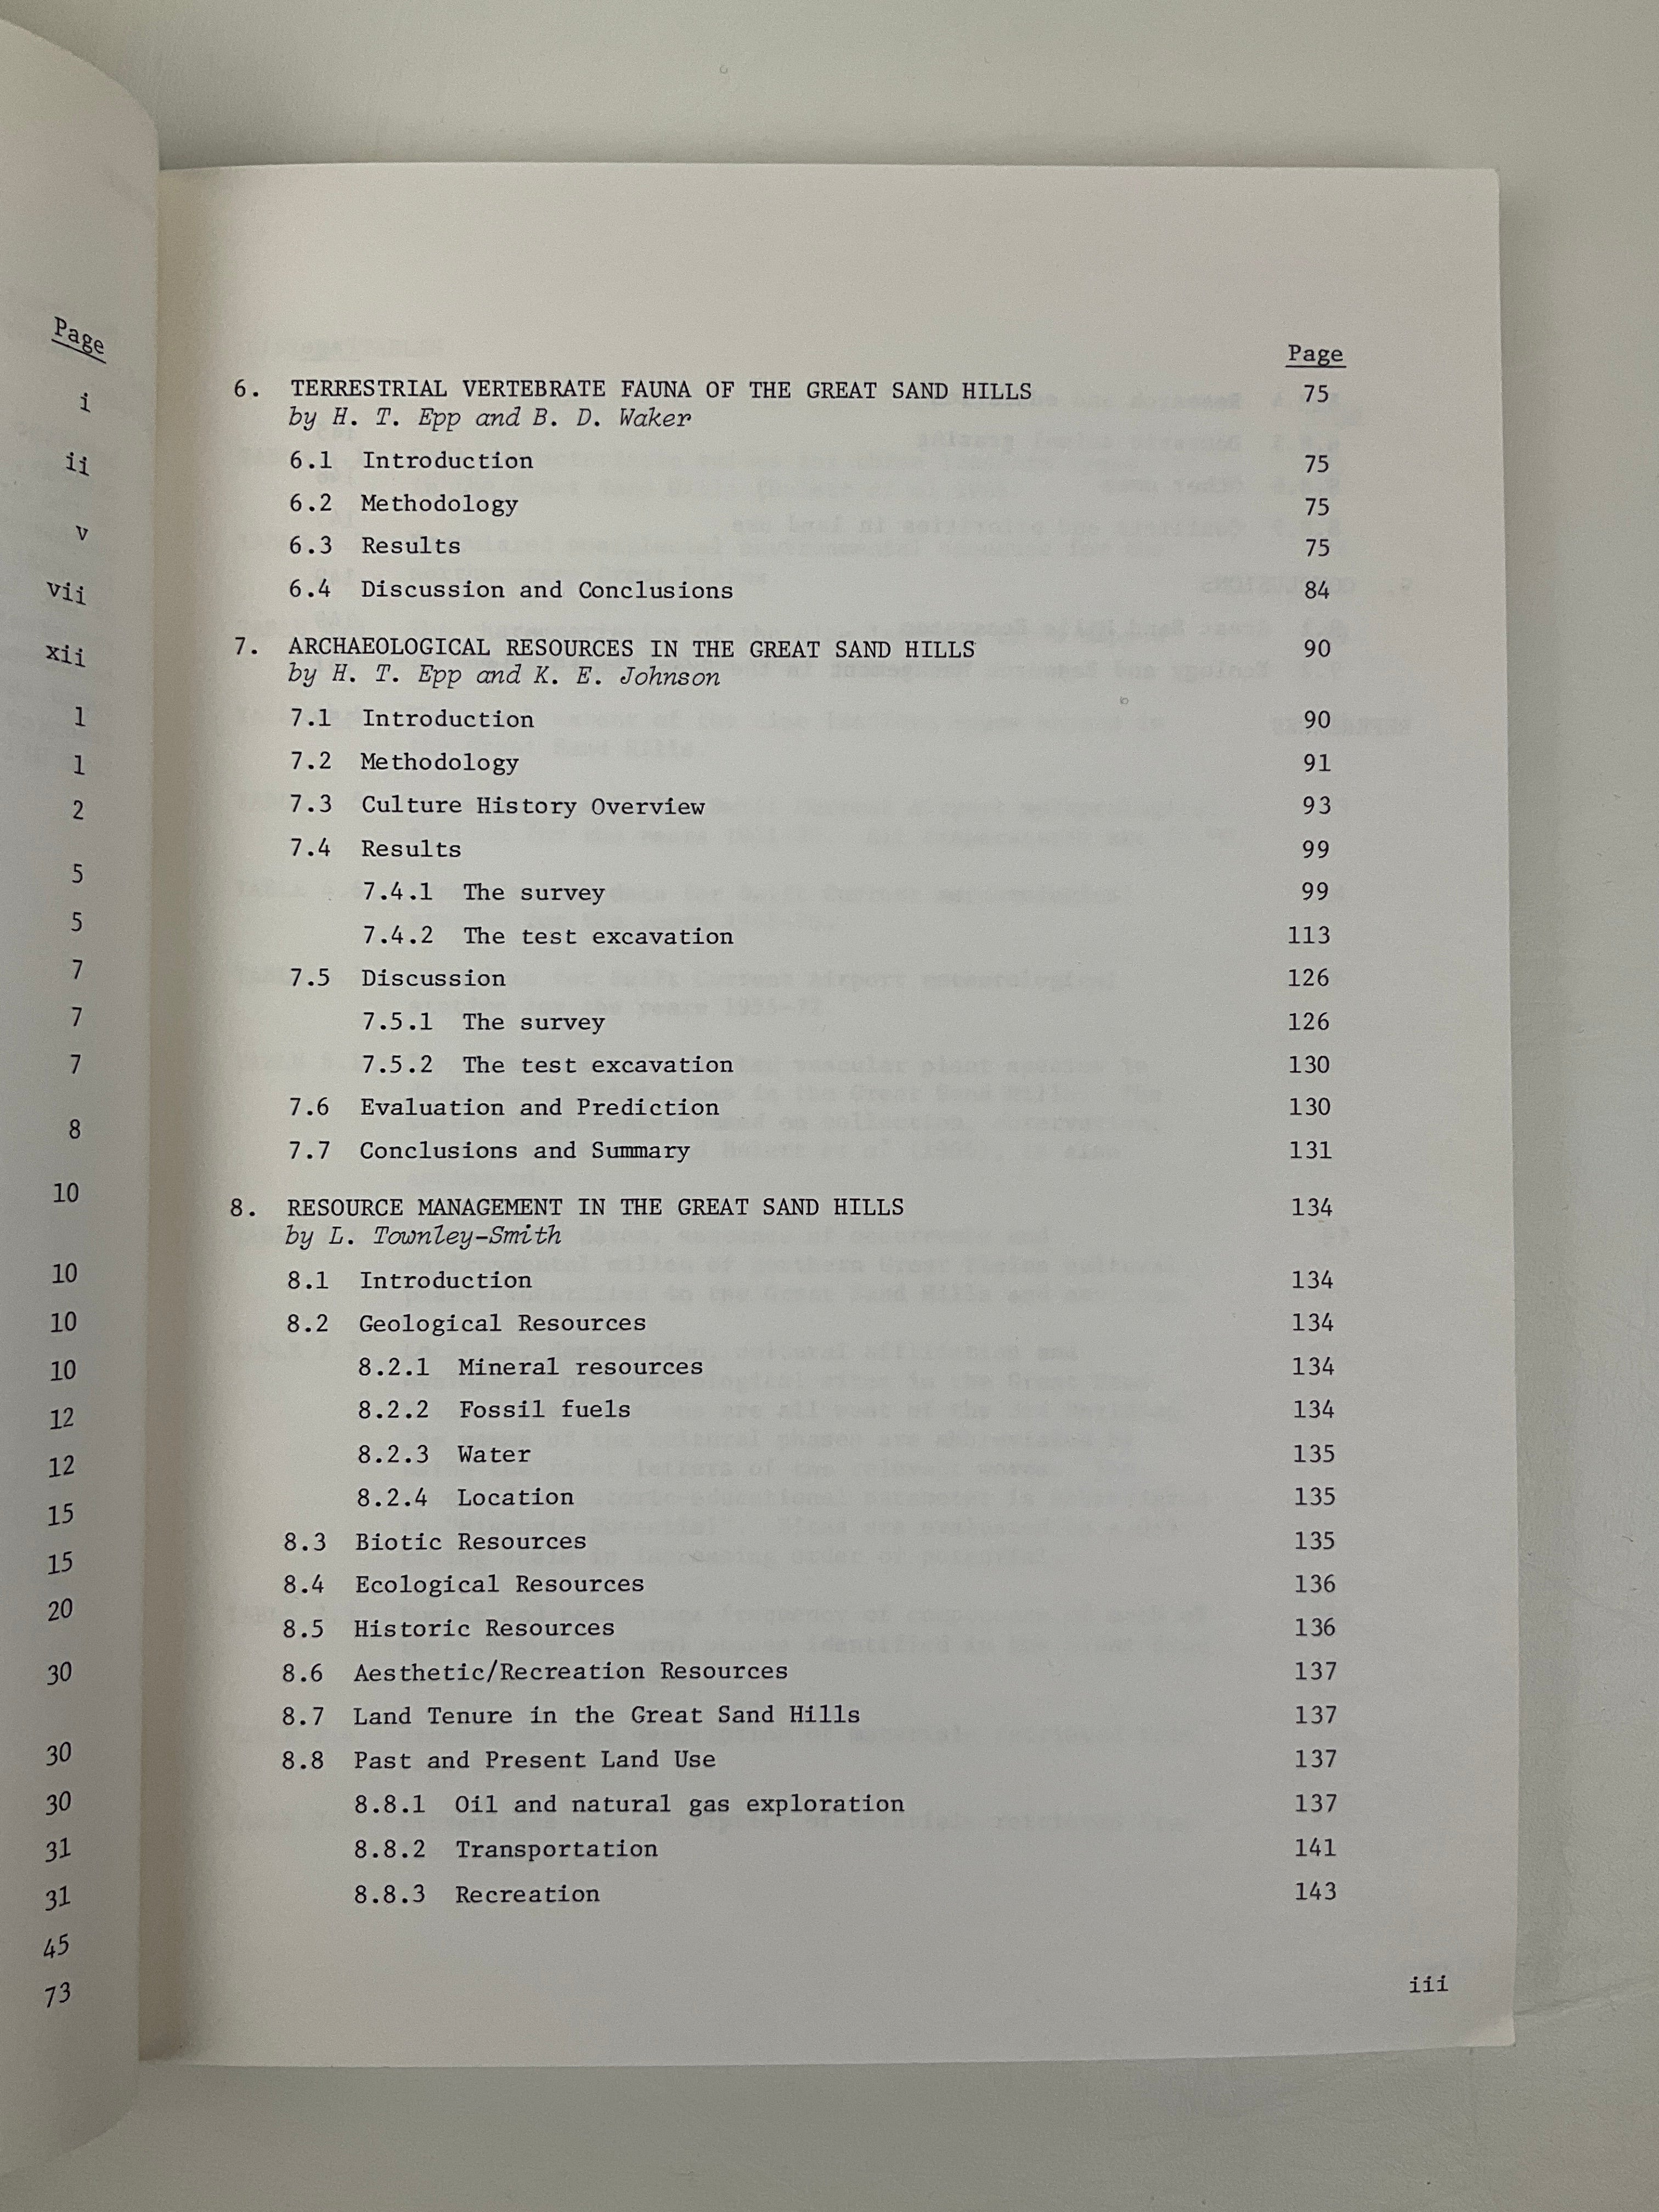 Page
i
ii
v
vii
xii
1
1
2
5
5
7
7
7
8
10
10
10
10
12
12
15
15
20
30
30
30
31
31
45
73
Page
6. TERRESTRIAL VERTEBRATE FAUNA OF THE GREAT SAND HILLS 75
by H. T. Epp and B. D. Waker
6.1 Introduction 75
6.2 Methodology 75
6.3 Results 75
6.4 Discussion and Conclusions 84
7. ARCHAEOLOGICAL RESOURCES IN THE GREAT SAND HILLS 90
by H. T. Epp and K. E. Johnson
7.1 Introduction 90
7.2 Methodology 91
7.3 Culture History Overview 93
7.4 Results 99
7.4.1 The survey 99
7.4.2 The test excavation 113
7.5 Discussion 126
7.5.1 The survey 126
7.5.2 The test excavation 130
7.6 Evaluation and Prediction 130
7.7 Conclusions and Summary 131
8. RESOURCE MANAGEMENT IN THE GREAT SAND HILLS 134
by L. Townley-Smith
8.1 Introduction 134
8.2 Geological Resources 134
8.2.1 Mineral resources 134
8.2.2 Fossil fuels 134
8.2.3 Water 135
8.2.4 Location 135
8.3 Biotic Resources 135
8.4 Ecological Resources 136
8.5 Historic Resources 136
8.6 Aesthetic/Recreation Resources 137
8.7 Land Tenure in the Great Sand Hills 137
8.8 Past and Present Land Use 137
8.8.1 Oil and natural gas exploration 137
8.8.2 Transportation 141
8.8.3 Recreation 143
iii